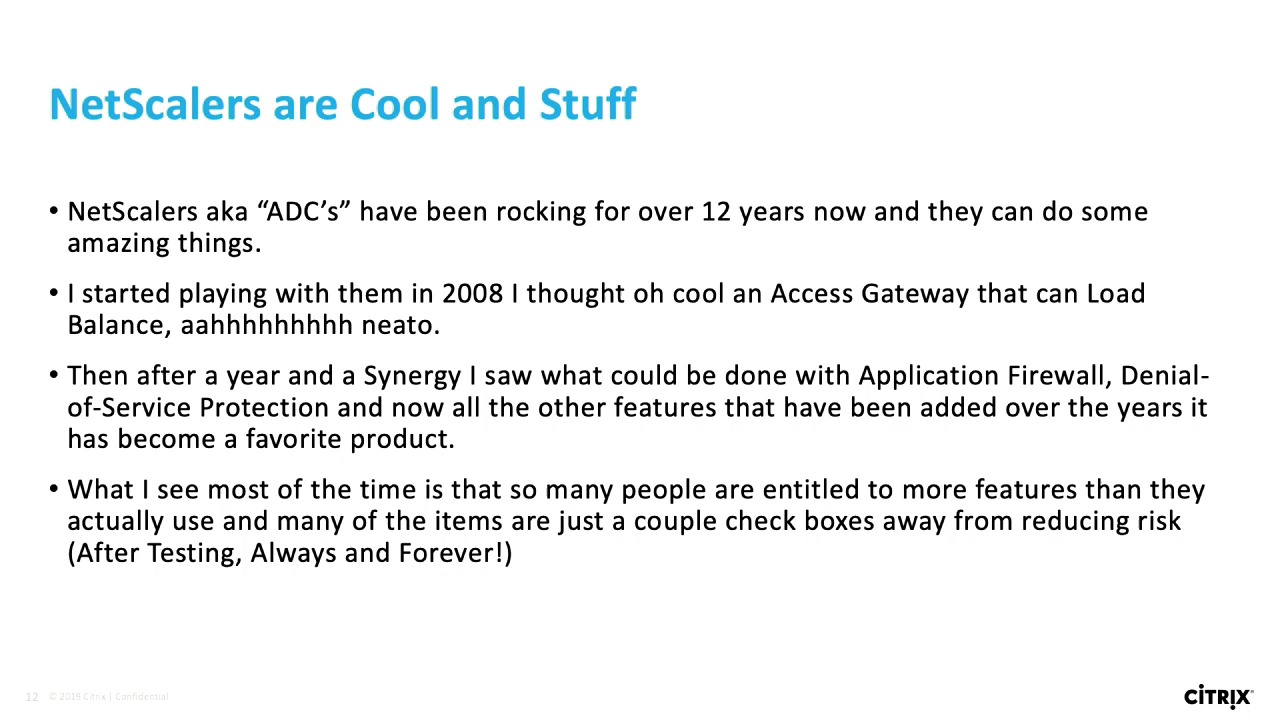 NetScalers are Cool and Stuff
• NetScalers aka “ADC’s” have been rocking for over 12 years now and they can do some
amazing things.
• I started playing with them in 2008 I thought oh cool an Access Gateway that can Load
Balance, aahhhhhhhhh neato.
• Then after a year and a Synergy I saw what could be done with Application Firewall, Denial-
of-Service Protection and now all the other features that have been added over the years it
has become a favorite product.
• What I see most of the time is that so many people are entitled to more features than they
actually use and many of the items are just a couple check boxes away from reducing risk
(After Testing, Always and Forever!)
12 © 2019 Citrix | Confidential
CITRIX